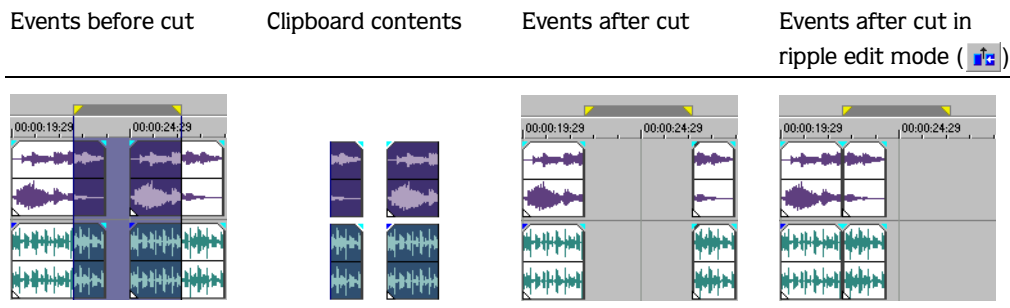 Events before cut
Clipboard contents
Events after cut
Events after cut in
ripple edit mode ( )
00:00:19:29 00:00:24:29
00:00:19:29 00:00:24:29
00:00:19:29 00:00:24:29